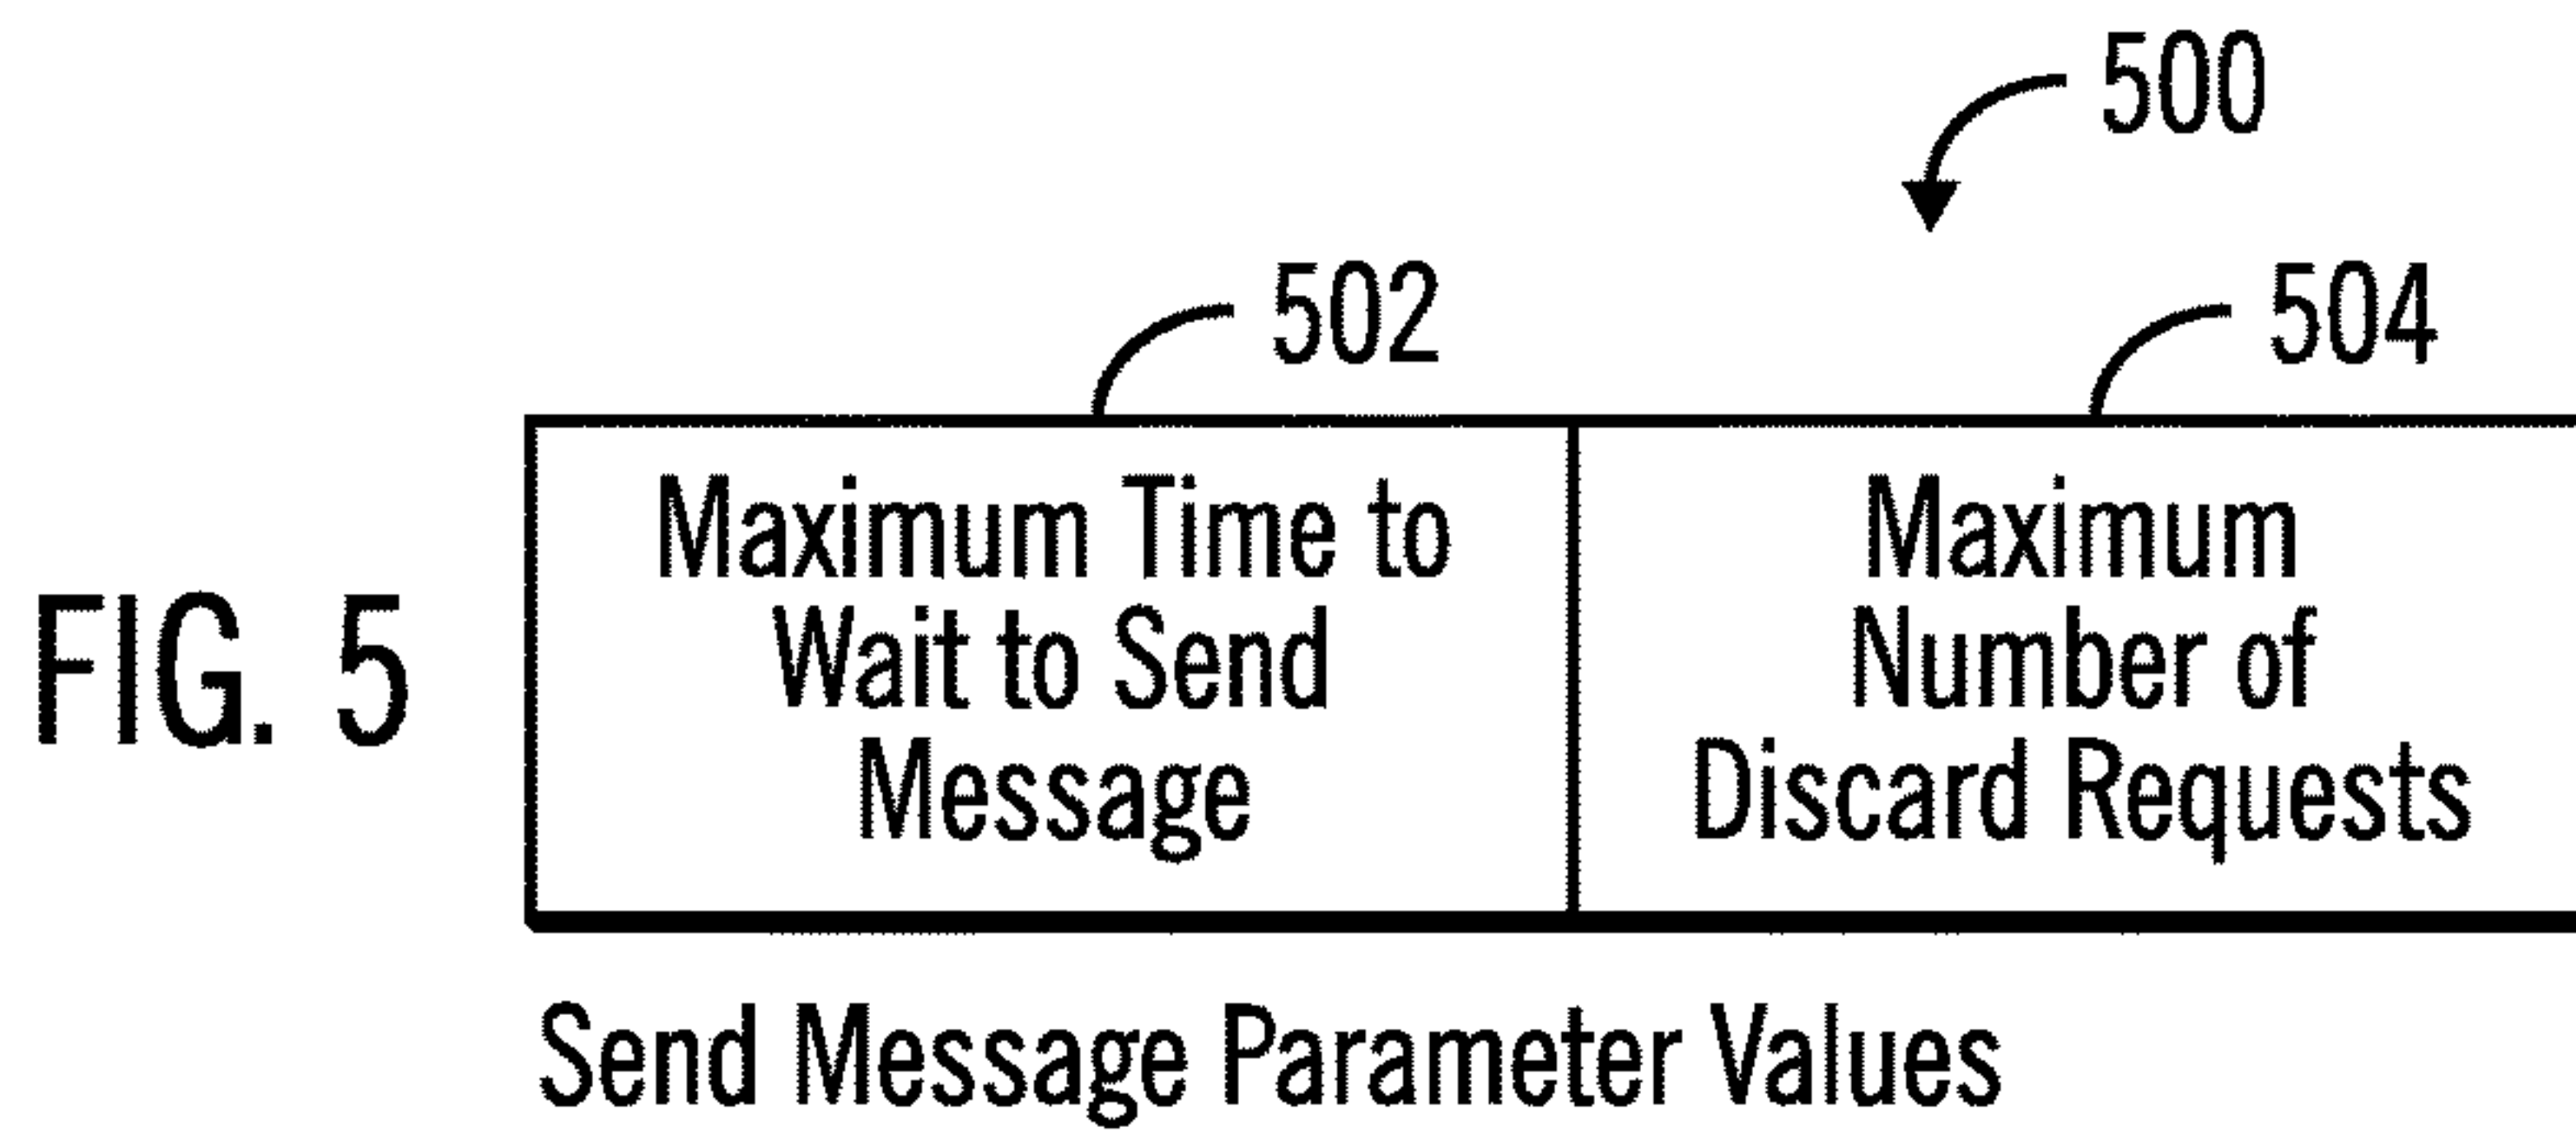 500
502
504
FIG. 5
Maximum Time to
Wait to Send
Message
Maximum
Number of
Discard Requests
Send Message Parameter Values